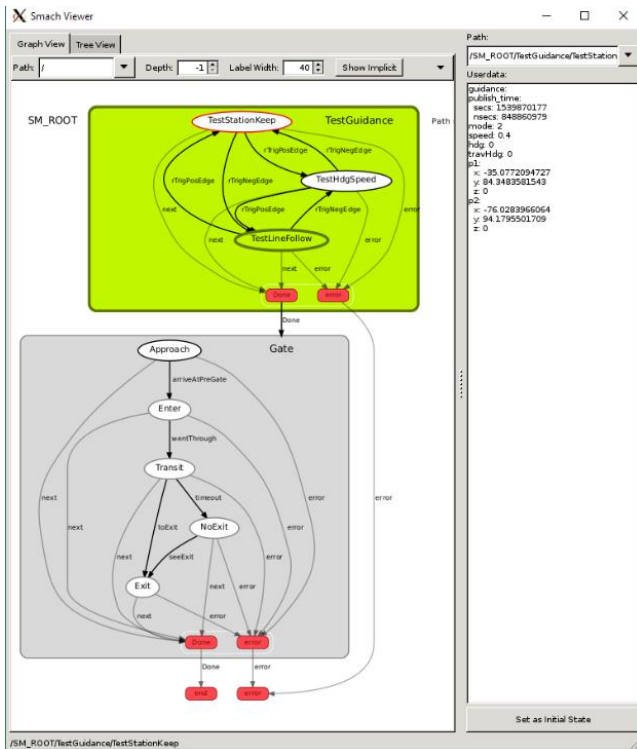 Smach Viewer
Graph View Tree View
Path: / Depth: -1 Label Width: 40 Show Implicit
SM_ROOT
TestStationKeep
TestGuidance
Path
rTrigPosEdge rTrigNegEdge
TestHdgSpeed
rTrigPosEdge rTrigNegEdge
rTrigPosEdge rTrigNegEdge
next next error
TestLineFollow
next error
Done error
Done
Approach
Gate
arriveAtPreGate
Enter
wentThrough
Transit
timeout
next next toExit NoExit error error error
seeExit
Exit
next next next error error
Done error
Done error
end error
Path:
/SM_ROOT/TestGuidance/TestStation
Userdata:
guidance:
publish_time:
secs: 1539870177
nsecs: 848860979
mode: 2
speed: 0.4
hdg: 0
travHdg: 0
p1:
x: -35.0772094727
y: 84.3483581543
z: 0
p2:
x: -76.0283966064
y: 94.1795501709
z: 0
Set as Initial State
/SM_ROOT/TestGuidance/TestStationKeep